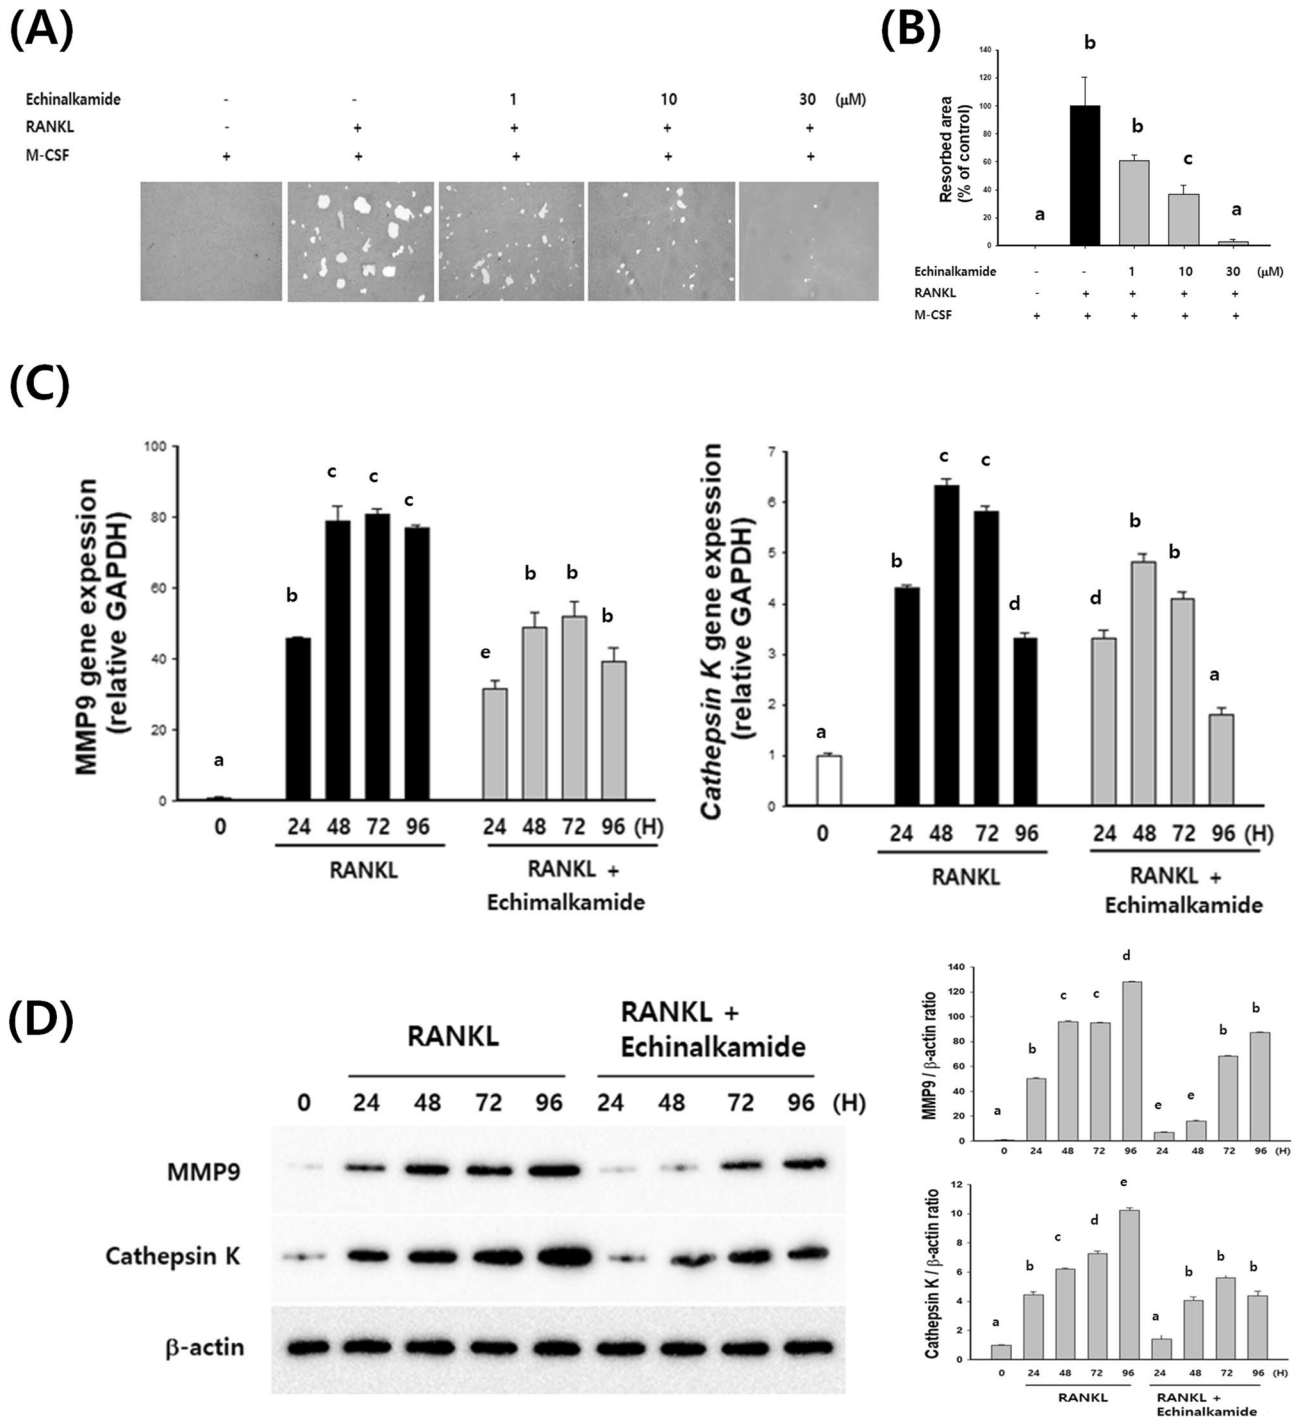 (A)
Echinalkamide - - 1 10 30 (μM)
RANKL - + + + +
M-CSF + + + + +
(B)
Resorbed area
(% of control)
140
120
100
80
60
40
20
0
a b b c a
Echinalkamide - - 1 10 30 (μM)
RANKL - + + + +
M-CSF + + + + +
(C)
MMP9 gene expession
(relative GAPDH)
100
80
60
40
20
0
a b c c c e b b b
0 24 48 72 96 24 48 72 96 (H)
RANKL
RANKL +
Echimalkamide
Cathepsin K gene expession
(relative GAPDH)
7
6
5
4
3
2
1
0
a b c c d d b b a
0 24 48 72 96 24 48 72 96 (H)
RANKL
RANKL +
Echimalkamide
(D)
RANKL
RANKL +
Echinalkamide
0 24 48 72 96 24 48 72 96 (H)
MMP9
Cathepsin K
β-actin
MMP9 / β-actin ratio
140
120
100
80
60
40
20
0
a b c c d e e b b
0 24 48 72 96 24 48 72 96 (H)
Cathepsin K / β-actin ratio
12
10
8
6
4
2
0
a b c d e a b b b
0 24 48 72 96 24 48 72 96 (H)
RANKL
RANKL +
Echinalkamide